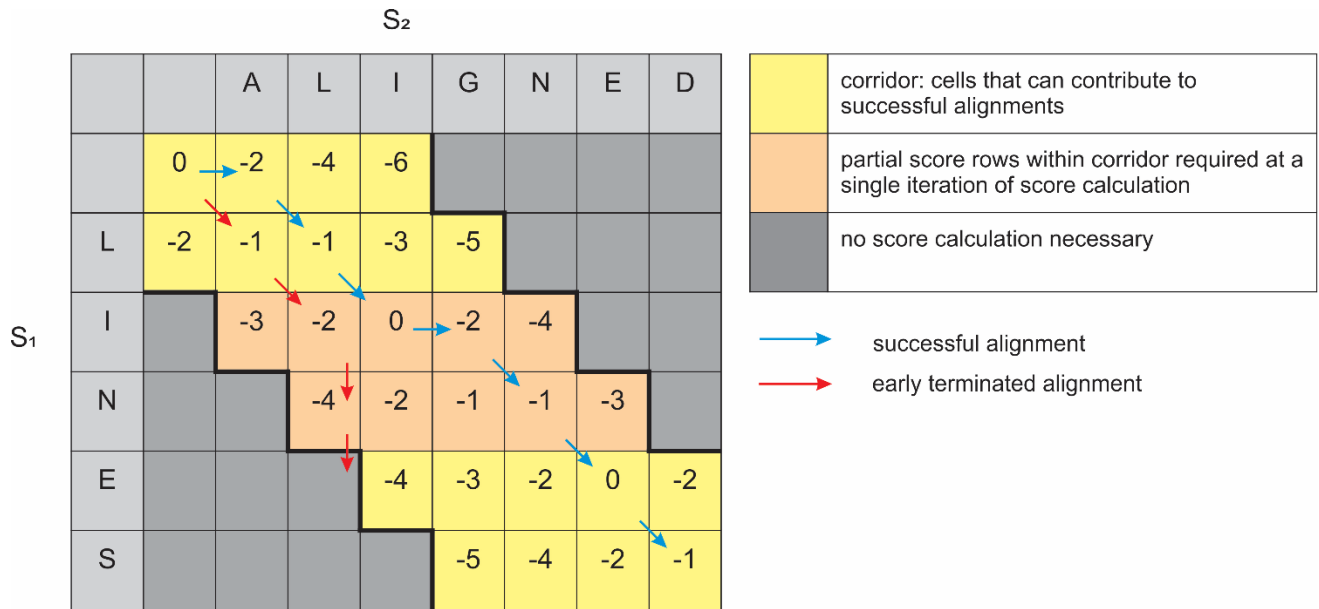 S₂
A L I G N E D
0 -2 -4 -6
L -2 -1 -1 -3 -5
I -3 -2 0 -2 -4
N -4 -2 -1 -1 -3
E -4 -3 -2 0 -2
S -5 -4 -2 -1
S₁
corridor: cells that can contribute to
successful alignments
partial score rows within corridor required at a
single iteration of score calculation
no score calculation necessary
successful alignment
early terminated alignment